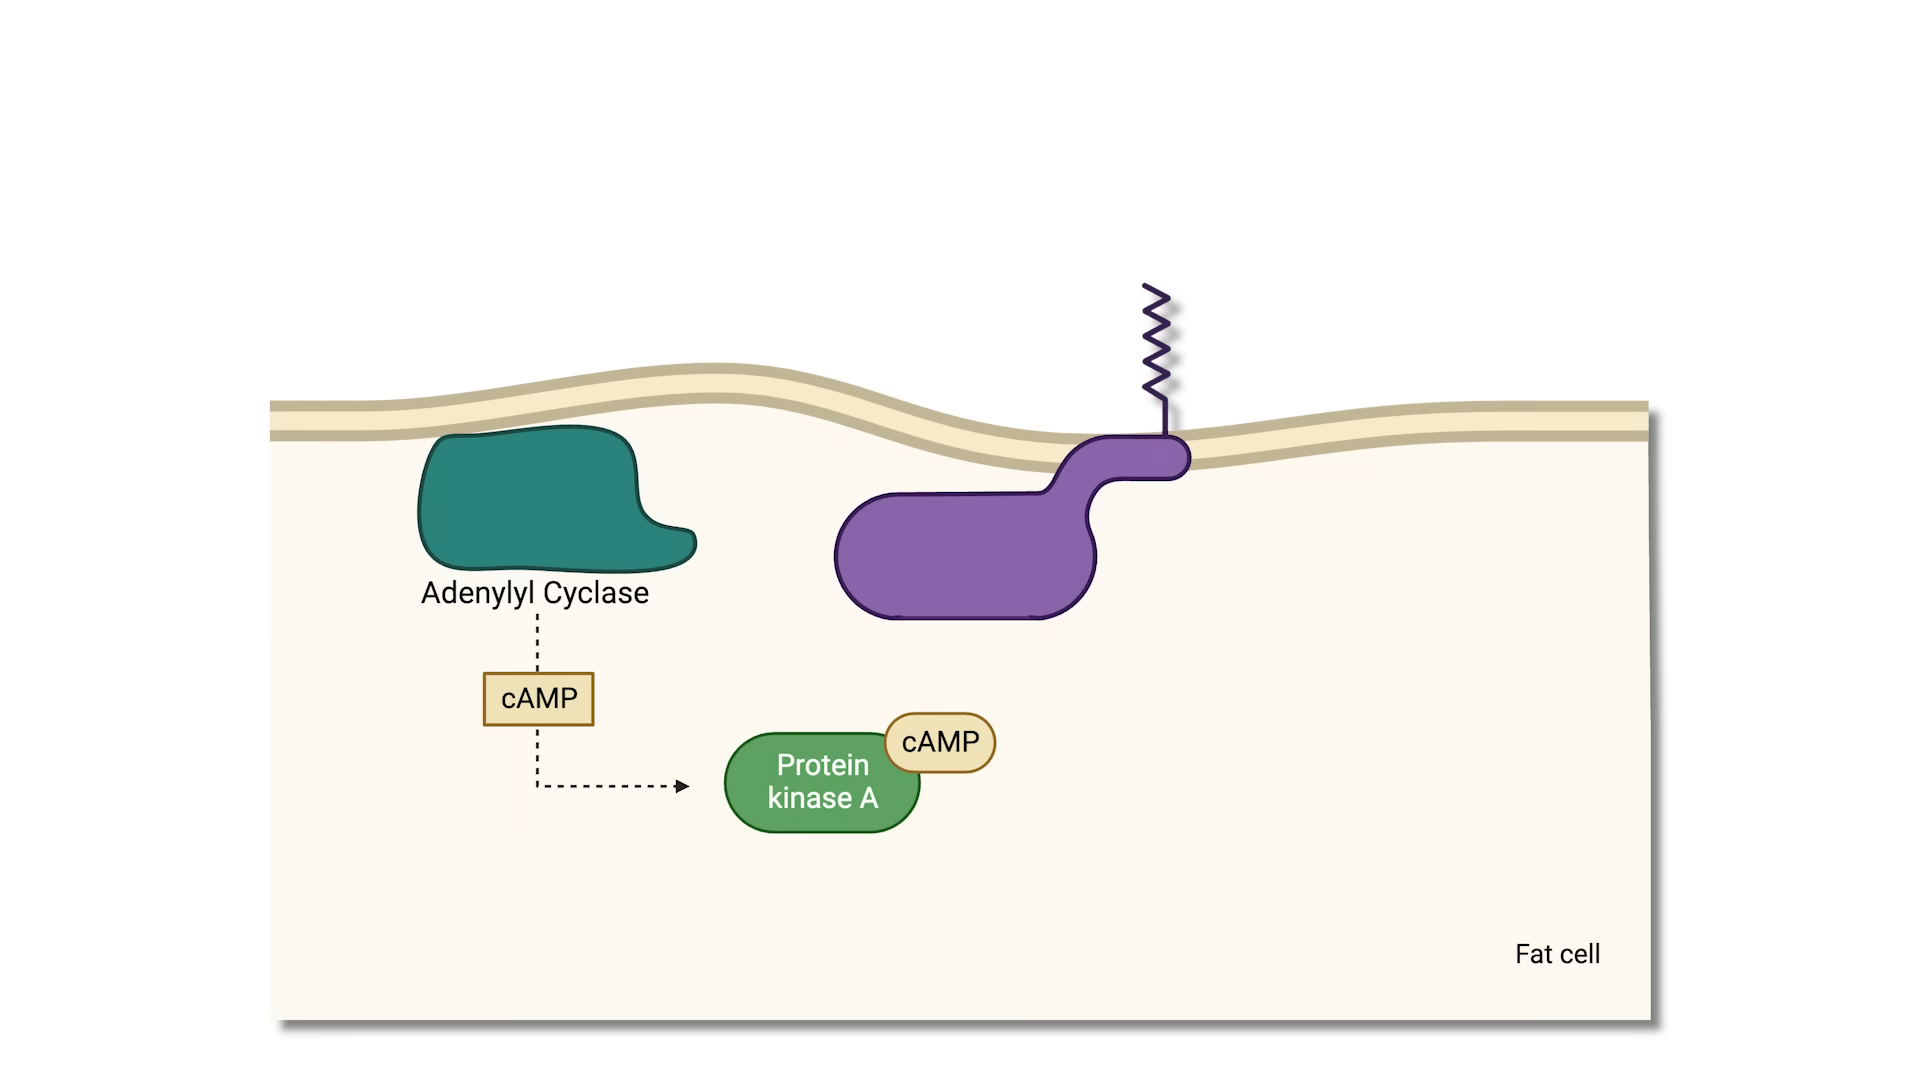 Adenylyl Cyclase
cAMP
cAMP
Protein
kinase A
Fat cell